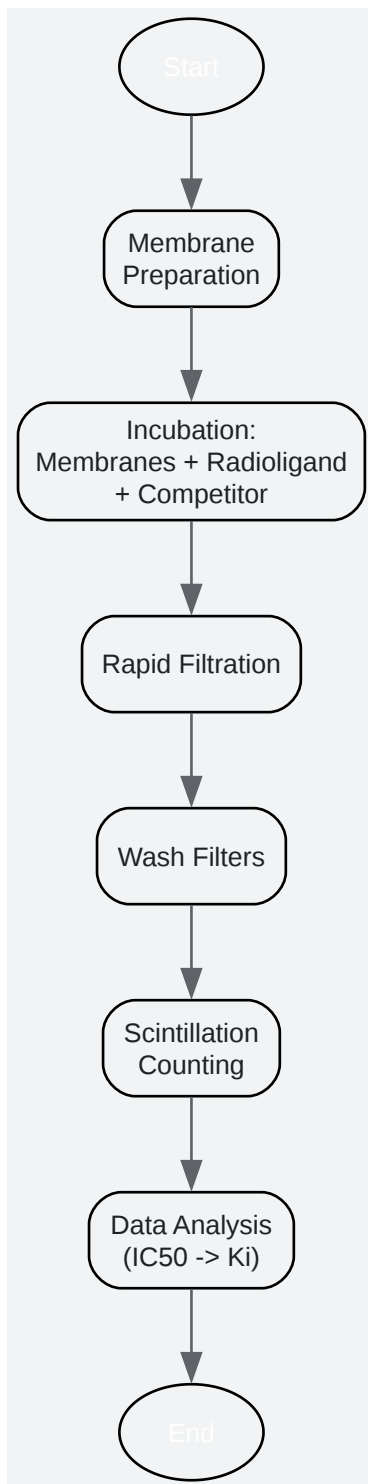 Start
Membrane
Preparation
Incubation:
Membranes + Radioligand
+ Competitor
Rapid Filtration
Wash Filters
Scintillation
Counting
Data Analysis
(IC50 -> Ki)
End